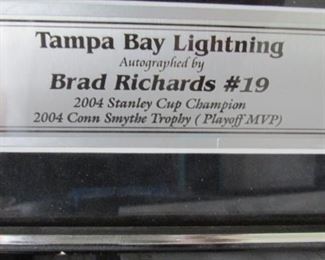 Tampa Bay Lightning
Autographed by
Brad Richards #19
2004 Stanley Cup Champion
2004 Conn Smythe Trophy ( Playoff MVP)